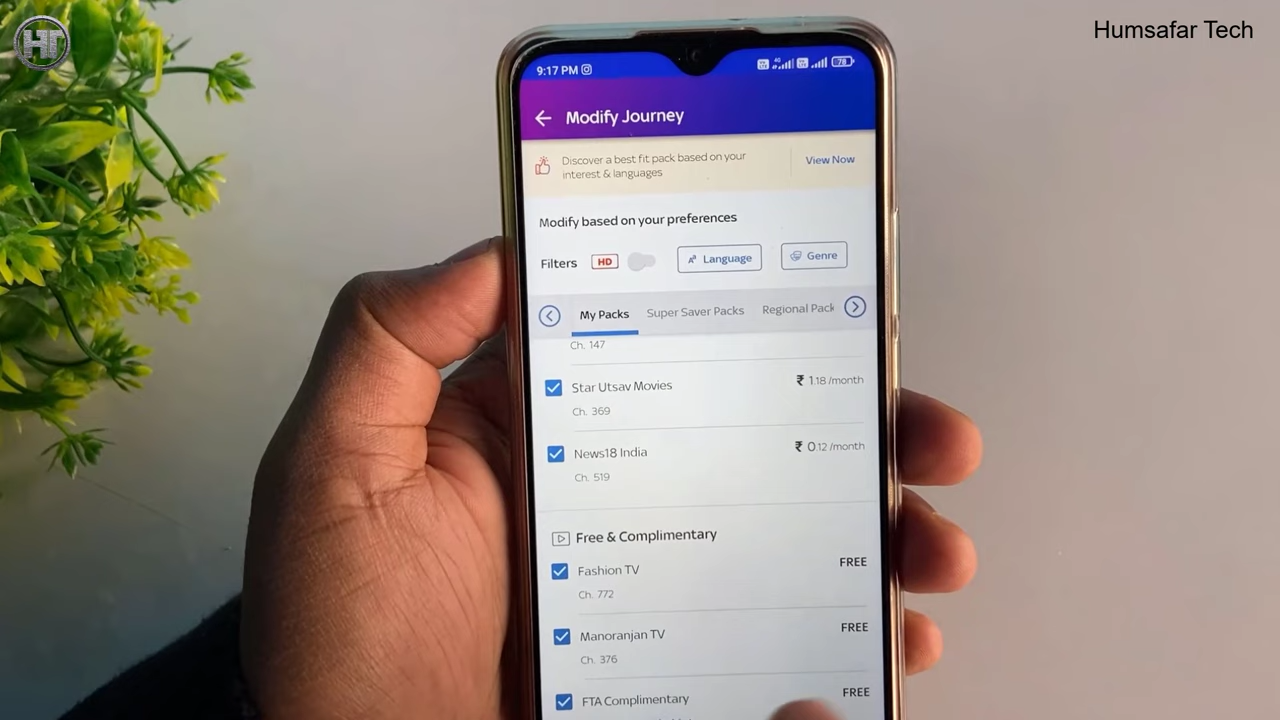 HT
Humsafar Tech
9:17 PM
4G
78
Modify Journey
Discover a best fit pack based on your
interest & languages
View Now
Modify based on your preferences
Filters
HD
Language
Genre
My Packs
Super Saver Packs
Regional Pack
Ch. 147
Star Utsav Movies
₹ 1.18 /month
Ch. 369
News18 India
₹ 0.12 /month
Ch. 519
Free & Complimentary
Fashion TV
FREE
Ch. 772
Manoranjan TV
FREE
Ch. 376
FTA Complimentary
FREE